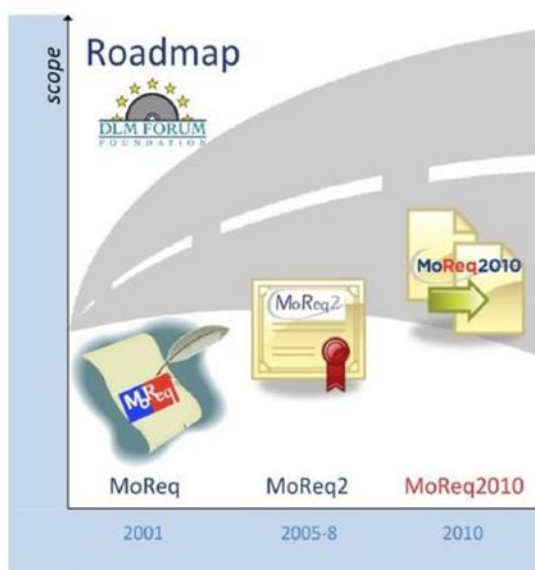 scope
Roadmap
DLM FORUM
FOUNDATION
MoReq2010
MoReq2
MoReq
MoReq MoReq2 MoReq2010
2001 2005-8 2010